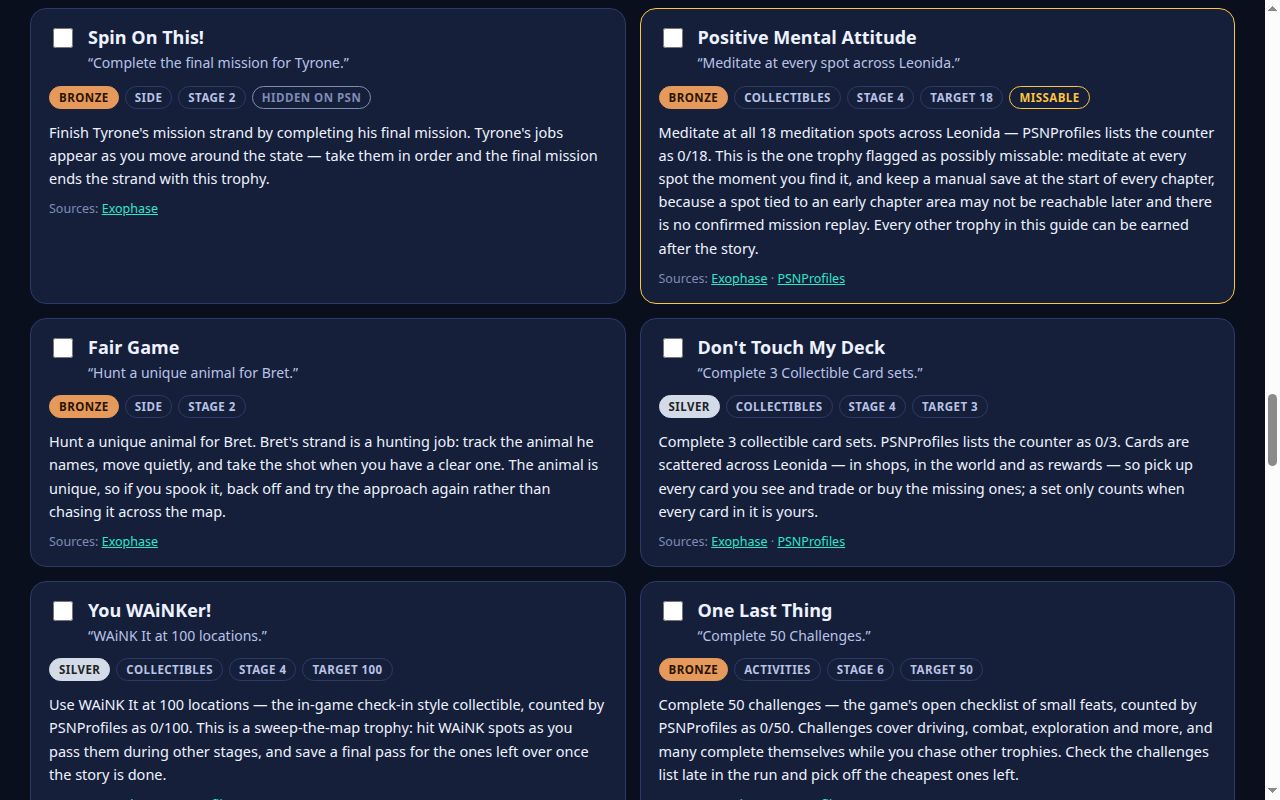 Spin On This!
“Complete the final mission for Tyrone.”
BRONZE SIDE STAGE 2 HIDDEN ON PSN
Finish Tyrone's mission strand by completing his final mission. Tyrone's jobs
appear as you move around the state — take them in order and the final mission
ends the strand with this trophy.
Sources: Exophase
Positive Mental Attitude
“Meditate at every spot across Leonida.”
BRONZE COLLECTIBLES STAGE 4 TARGET 18 MISSABLE
Meditate at all 18 meditation spots across Leonida — PSNProfiles lists the counter
as 0/18. This is the one trophy flagged as possibly missable: meditate at every
spot the moment you find it, and keep a manual save at the start of every chapter,
because a spot tied to an early chapter area may not be reachable later and there
is no confirmed mission replay. Every other trophy in this guide can be earned
after the story.
Sources: Exophase · PSNProfiles
Fair Game
“Hunt a unique animal for Bret.”
BRONZE SIDE STAGE 2
Hunt a unique animal for Bret. Bret's strand is a hunting job: track the animal he
names, move quietly, and take the shot when you have a clear one. The animal is
unique, so if you spook it, back off and try the approach again rather than
chasing it across the map.
Sources: Exophase
Don't Touch My Deck
“Complete 3 Collectible Card sets.”
SILVER COLLECTIBLES STAGE 4 TARGET 3
Complete 3 collectible card sets. PSNProfiles lists the counter as 0/3. Cards are
scattered across Leonida — in shops, in the world and as rewards — so pick up
every card you see and trade or buy the missing ones; a set only counts when
every card in it is yours.
Sources: Exophase · PSNProfiles
You WAiNKer!
“WAiNK It at 100 locations.”
SILVER COLLECTIBLES STAGE 4 TARGET 100
Use WAiNK It at 100 locations — the in-game check-in style collectible, counted by
PSNProfiles as 0/100. This is a sweep-the-map trophy: hit WAiNK spots as you
pass them during other stages, and save a final pass for the ones left over once
the story is done.
One Last Thing
“Complete 50 Challenges.”
BRONZE ACTIVITIES STAGE 6 TARGET 50
Complete 50 challenges — the game's open checklist of small feats, counted by
PSNProfiles as 0/50. Challenges cover driving, combat, exploration and more, and
many complete themselves while you chase other trophies. Check the challenges
list late in the run and pick off the cheapest ones left.